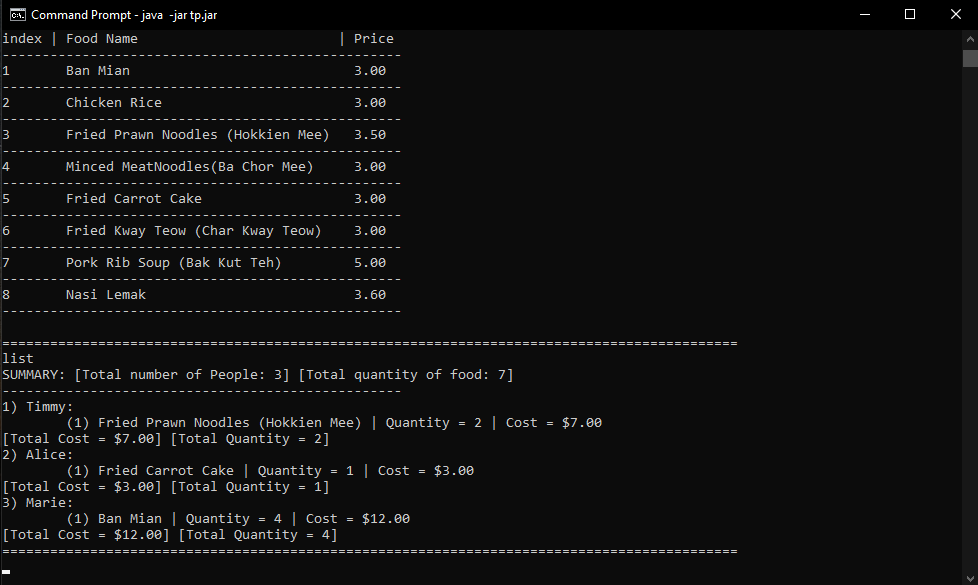 Command Prompt - java -jar tp.jar
index | Food Name | Price
--------------------------------------------------
1 Ban Mian 3.00
--------------------------------------------------
2 Chicken Rice 3.00
--------------------------------------------------
3 Fried Prawn Noodles (Hokkien Mee) 3.50
--------------------------------------------------
4 Minced MeatNoodles(Ba Chor Mee) 3.00
--------------------------------------------------
5 Fried Carrot Cake 3.00
--------------------------------------------------
6 Fried Kway Teow (Char Kway Teow) 3.00
--------------------------------------------------
7 Pork Rib Soup (Bak Kut Teh) 5.00
--------------------------------------------------
8 Nasi Lemak 3.60
--------------------------------------------------
============================================================================================
list
SUMMARY: [Total number of People: 3] [Total quantity of food: 7]
--------------------------------------------------
1) Timmy:
(1) Fried Prawn Noodles (Hokkien Mee) | Quantity = 2 | Cost = $7.00
[Total Cost = $7.00] [Total Quantity = 2]
2) Alice:
(1) Fried Carrot Cake | Quantity = 1 | Cost = $3.00
[Total Cost = $3.00] [Total Quantity = 1]
3) Marie:
(1) Ban Mian | Quantity = 4 | Cost = $12.00
[Total Cost = $12.00] [Total Quantity = 4]
============================================================================================